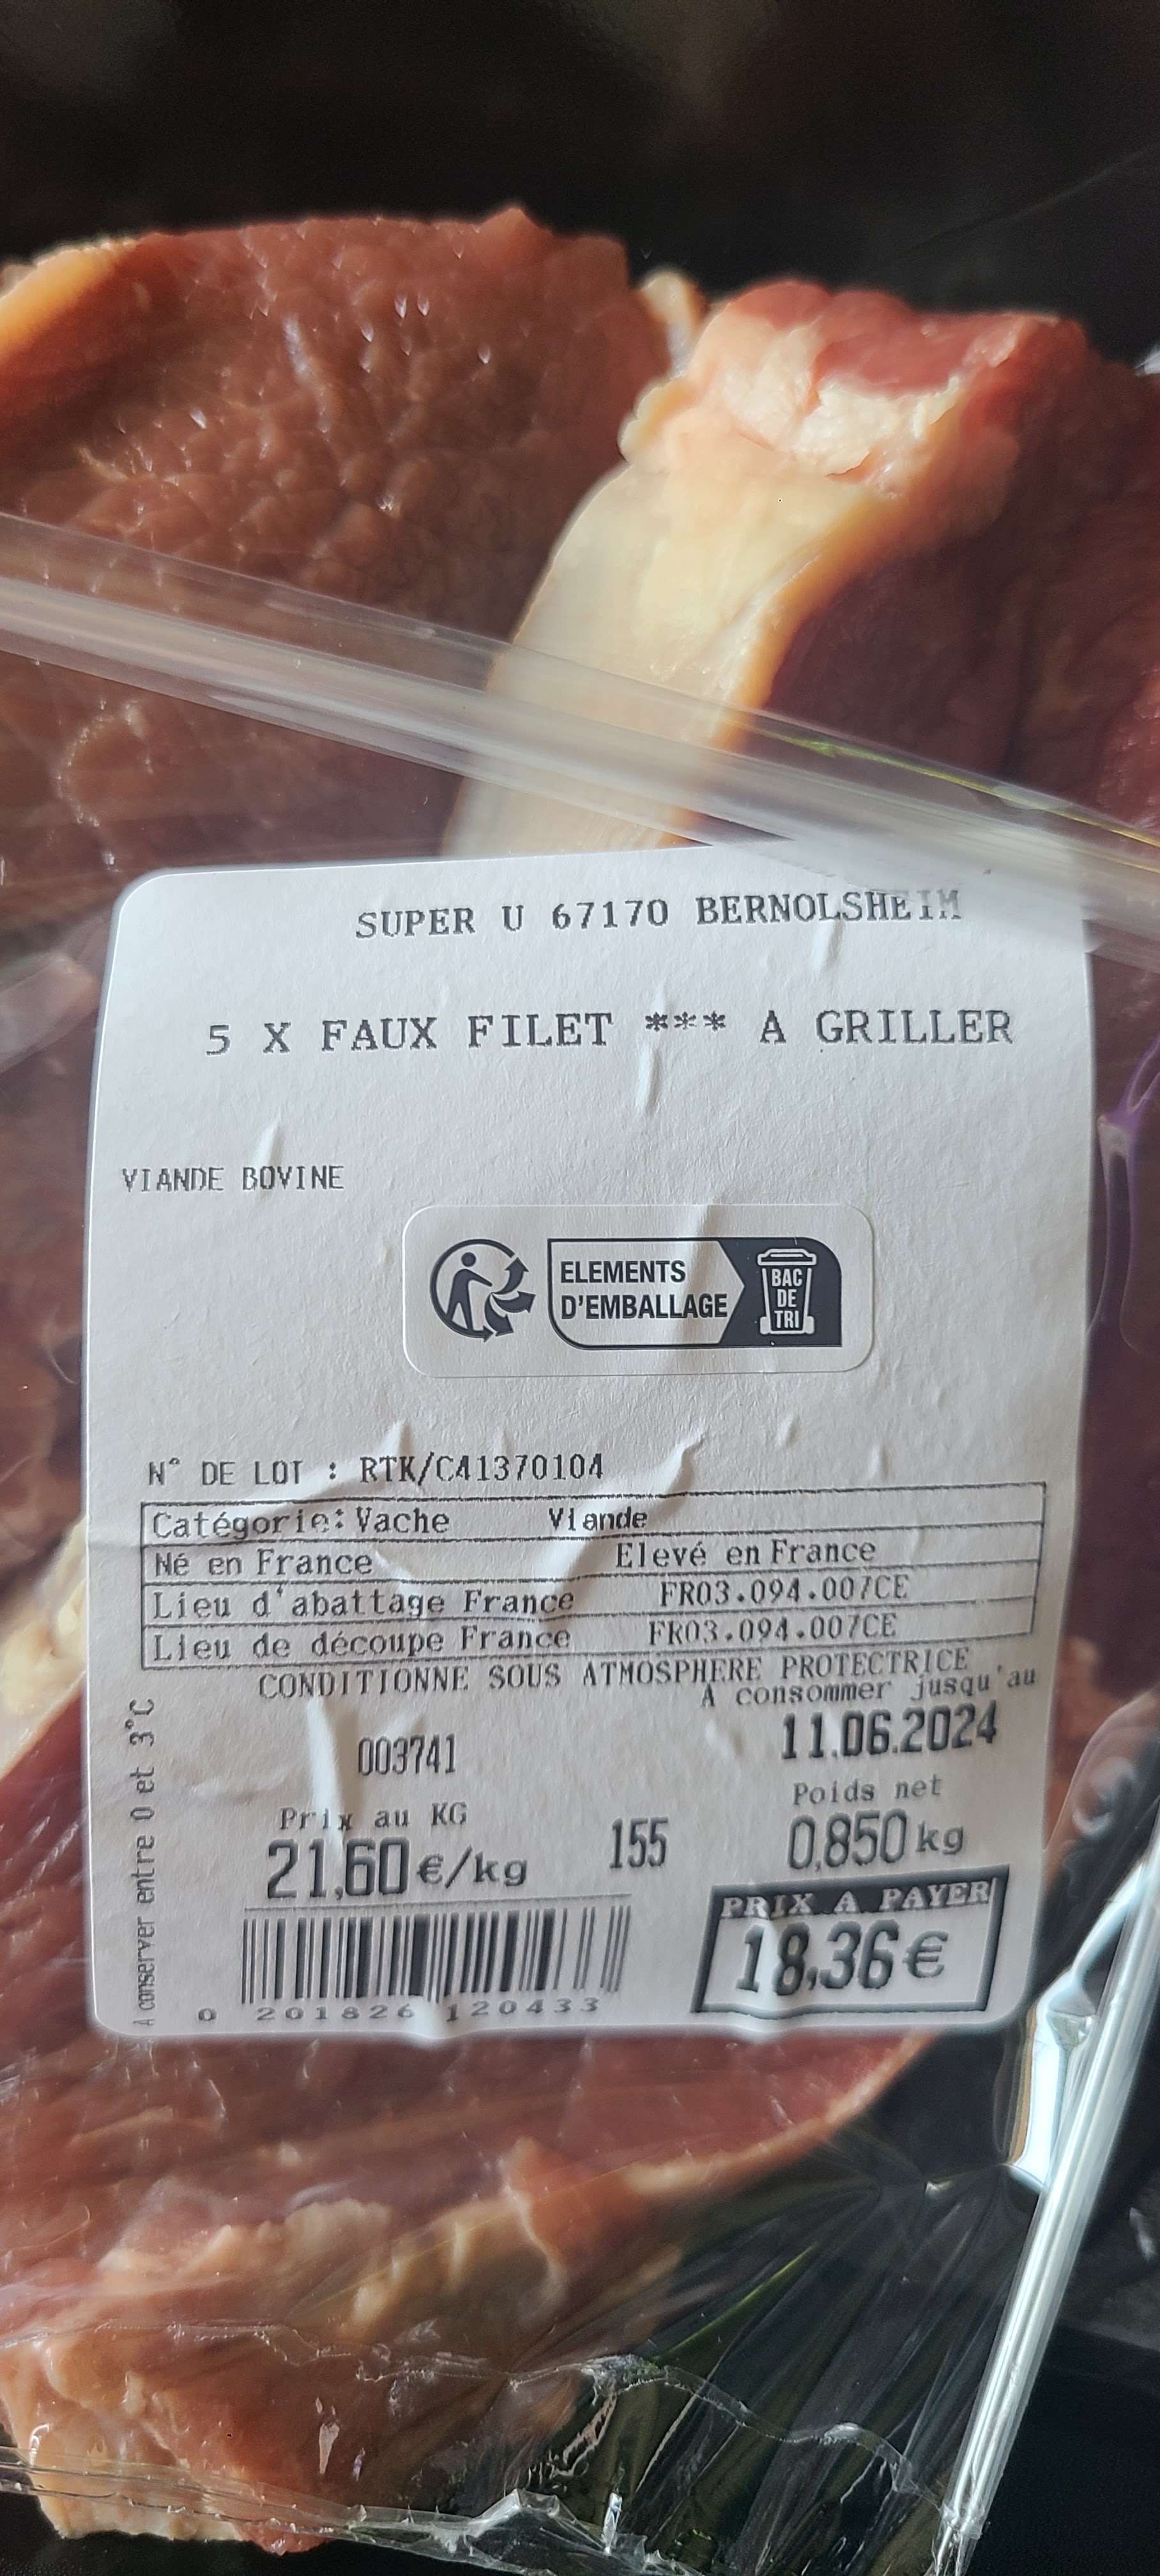 SUPER U 67170 BERNOLSHEIM
5 X FAUX FILET *** A GRILLER
VIANDE BOVINE
ELEMENTS
D'EMBALLAGE
BAC
DE
TRI
N° DE LOT : RTK/C41370104
Catégorie: Vache Viande
Né en France Elevé en France
Lieu d'abattage France FR03.094.007CE
Lieu de découpe France FR03.094.007CE
CONDITIONNE SOUS ATMOSPHERE PROTECTRICE
A consommer jusqu'au
003741 11.06.2024
Prix au KG Poids net
21,60 €/kg 155 0,850 kg
PRIX A PAYER
18,36 €
0 201826 120433
A conserver entre 0 et 3°C